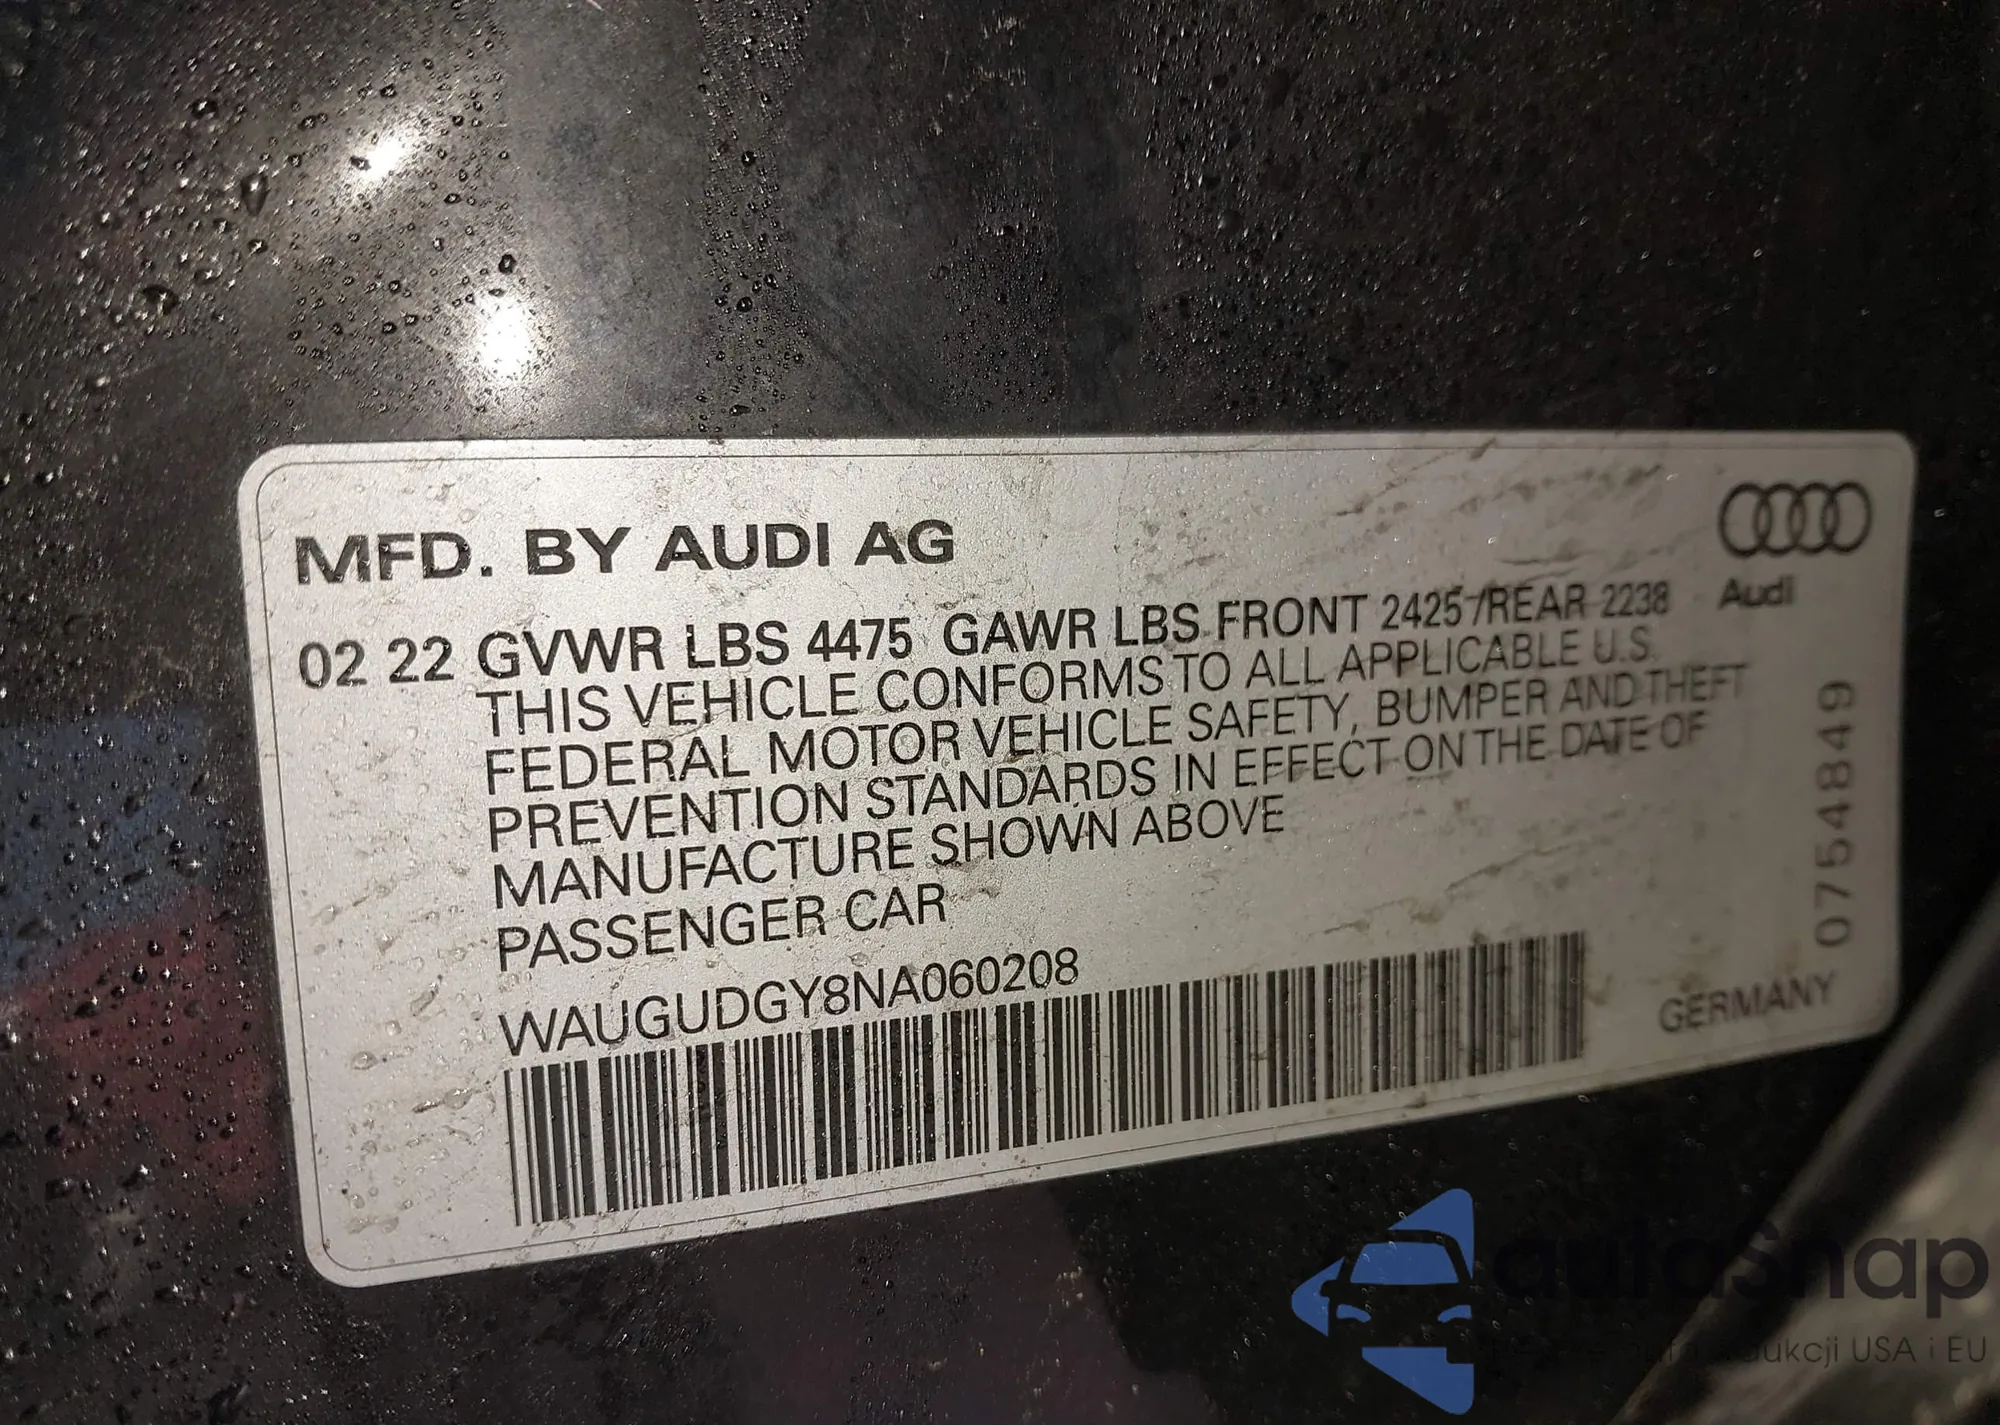 MFD. BY AUDI AG
Audi
02 22 GVWR LBS 4475 GAWR LBS FRONT 2425 /REAR 2238
THIS VEHICLE CONFORMS TO ALL APPLICABLE U.S.
FEDERAL MOTOR VEHICLE SAFETY, BUMPER AND THEFT
PREVENTION STANDARDS IN EFFECT ON THE DATE OF
MANUFACTURE SHOWN ABOVE
PASSENGER CAR
WAUGUDGY8NA060208
0754849
GERMANY
USA i EU